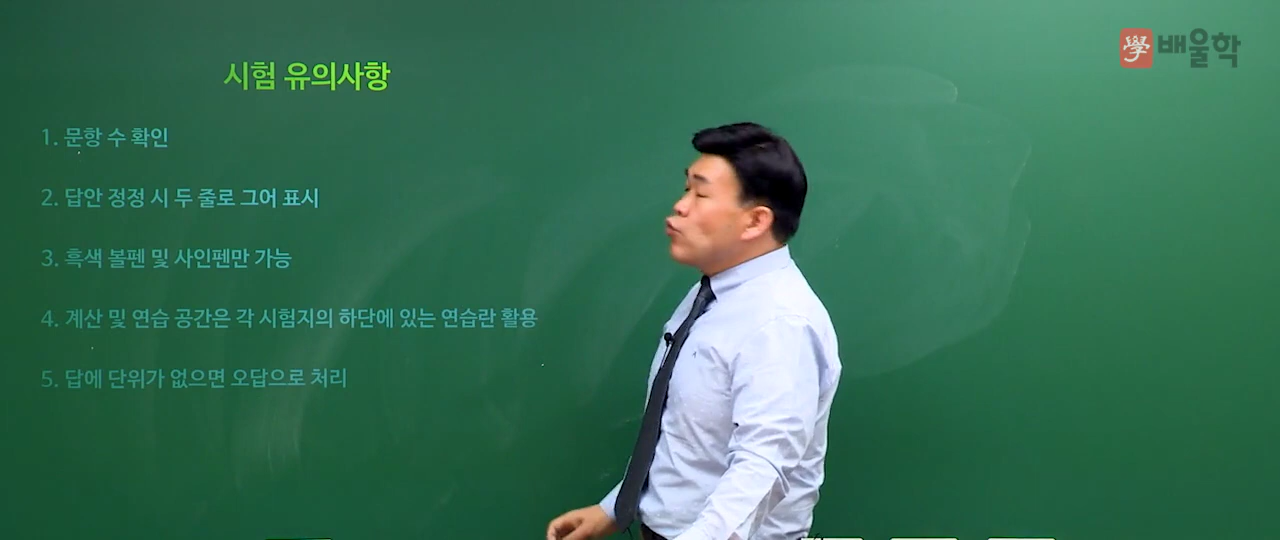 시험 유의사항
學 배울학
1. 문항 수 확인
2. 답안 정정 시 두 줄로 그어 표시
3. 흑색 볼펜 및 사인펜만 가능
4. 계산 및 연습 공간은 각 시험지의 하단에 있는 연습란 활용
5. 답에 단위가 없으면 오답으로 처리